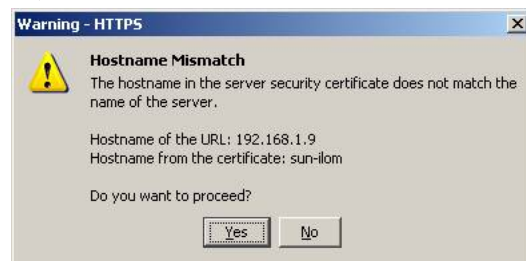 Warning - HTTPS
Hostname Mismatch
The hostname in the server security certificate does not match the
name of the server.
Hostname of the URL: 192.168.1.9
Hostname from the certificate: sun-ilom
Do you want to proceed?
Yes No